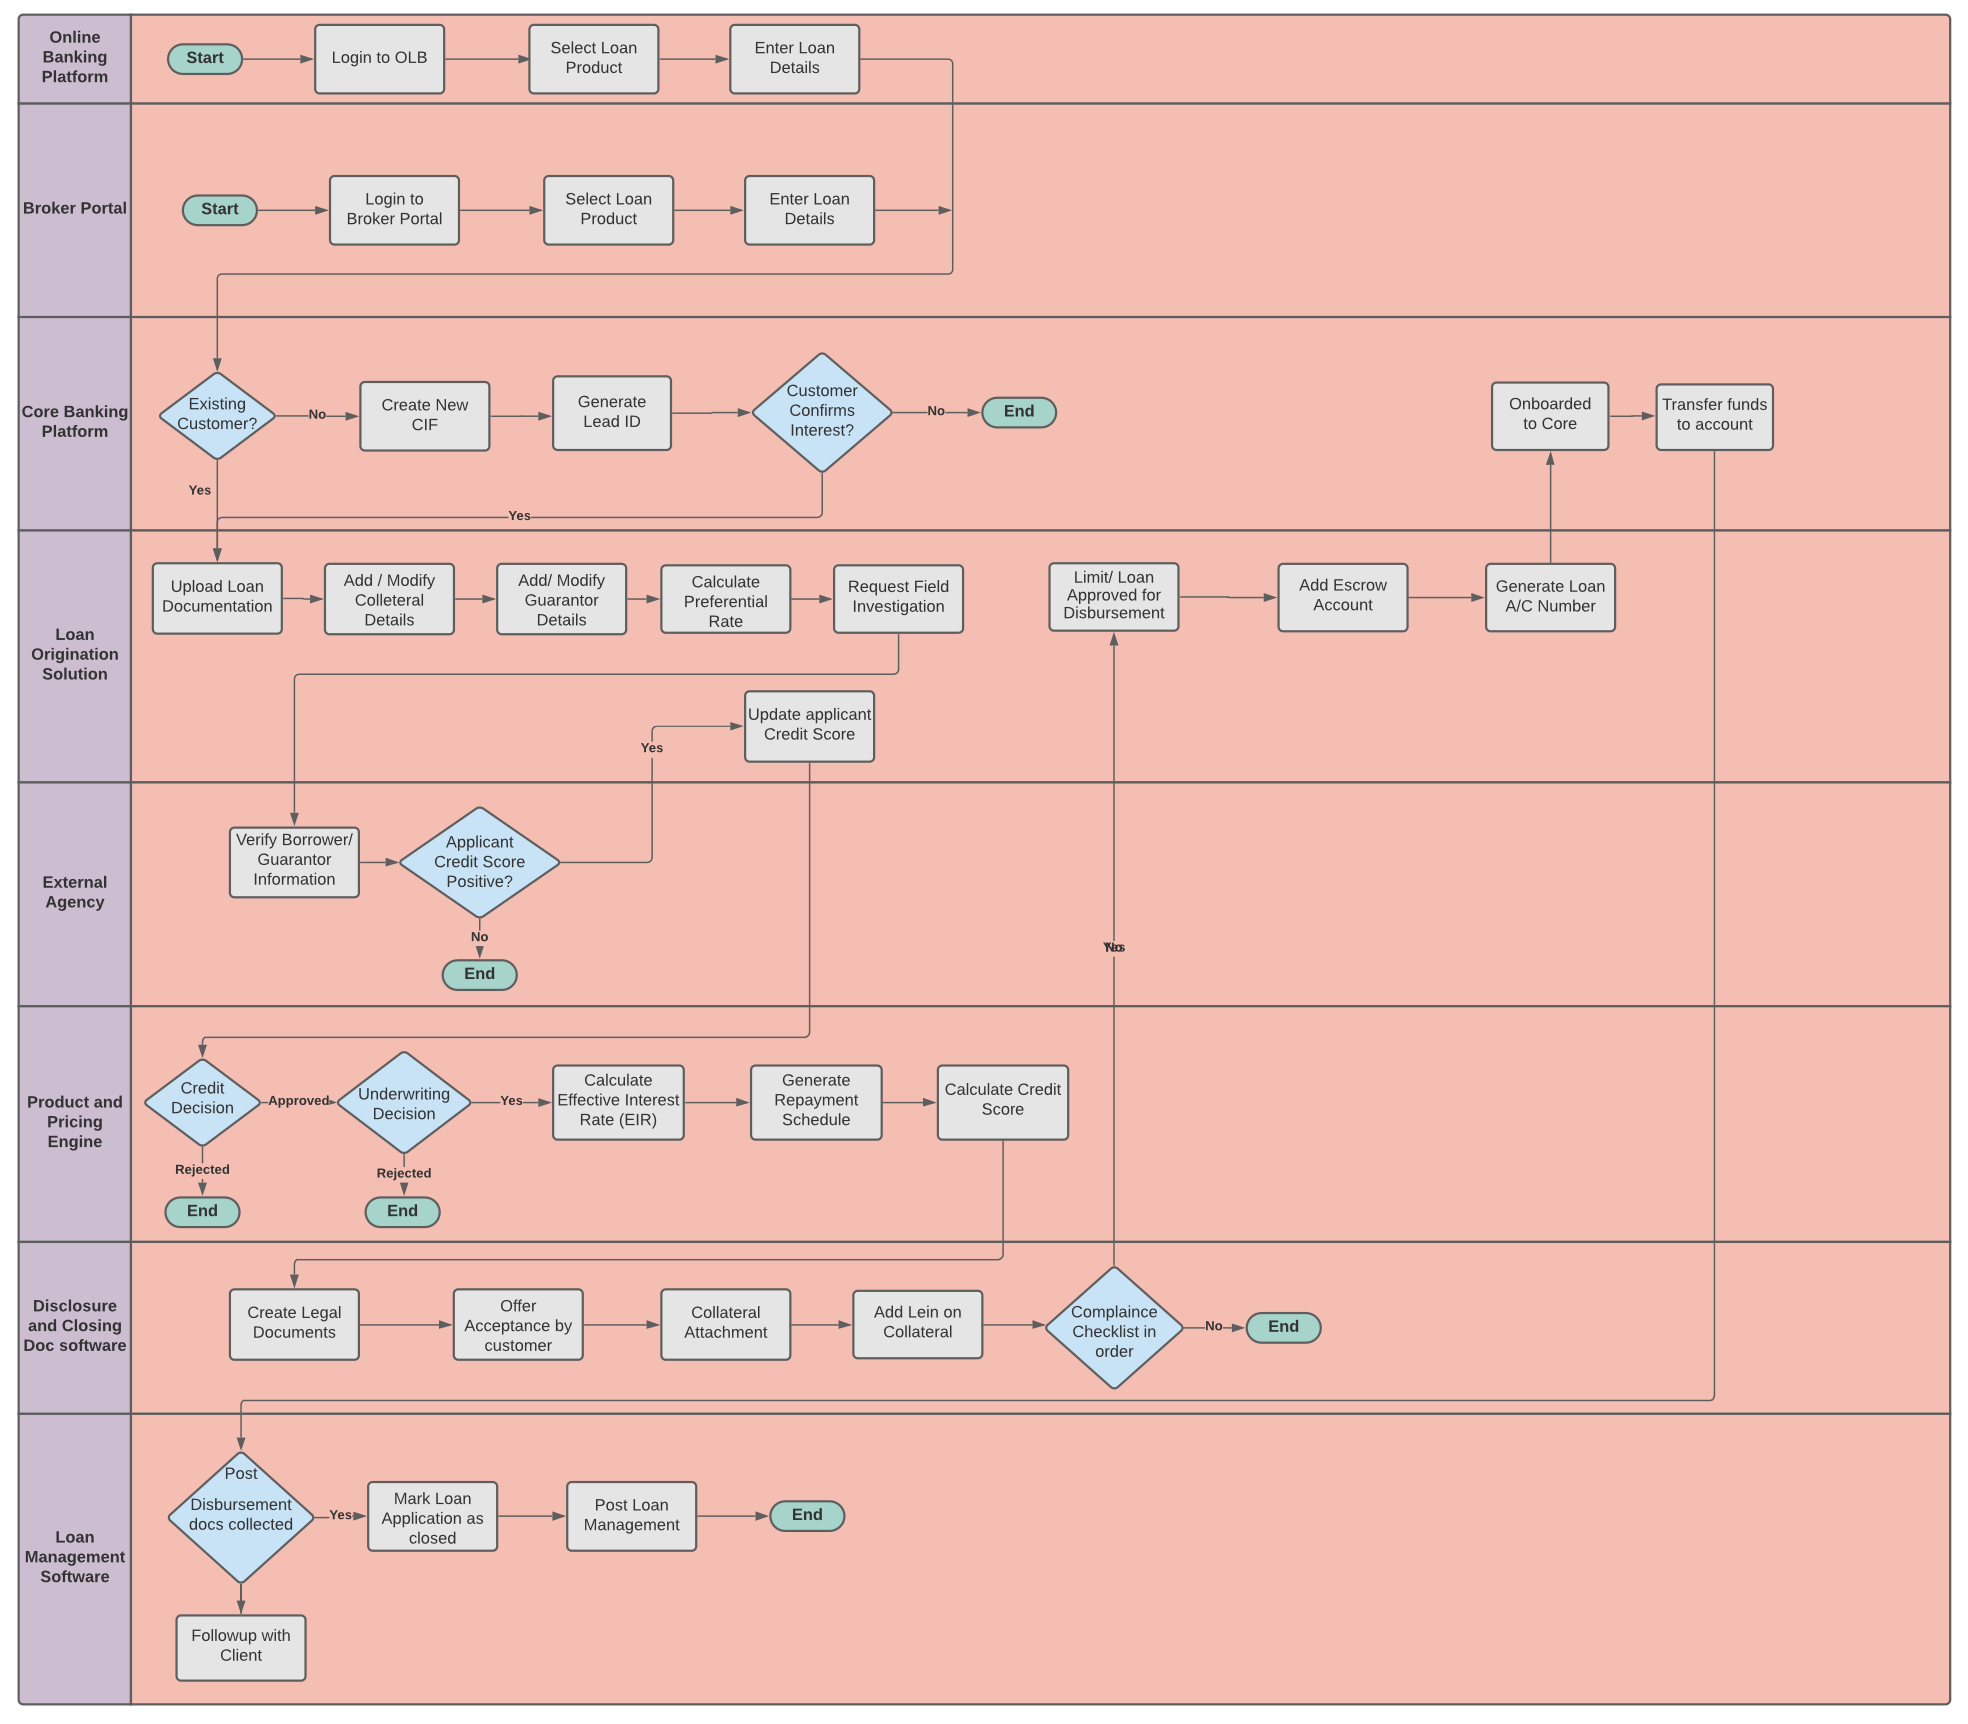 Online
Banking
Platform
Start
Login to OLB
Select Loan
Product
Enter Loan
Details
Broker Portal
Start
Login to
Broker Portal
Select Loan
Product
Enter Loan
Details
Core Banking
Platform
Existing
Customer?
No
Create New
CIF
Generate
Lead ID
Customer
Confirms
Interest?
No
End
Onboarded
to Core
Transfer funds
to account
Yes
Yes
Loan
Origination
Solution
Upload Loan
Documentation
Add / Modify
Colleteral
Details
Add/ Modify
Guarantor
Details
Calculate
Preferential
Rate
Request Field
Investigation
Limit/ Loan
Approved for
Disbursement
Add Escrow
Account
Generate Loan
A/C Number
Update applicant
Credit Score
Yes
External
Agency
Verify Borrower/
Guarantor
Information
Applicant
Credit Score
Positive?
No
End
Yes
No
Product and
Pricing
Engine
Credit
Decision
Approved
Underwriting
Decision
Yes
Calculate
Effective Interest
Rate (EIR)
Generate
Repayment
Schedule
Calculate Credit
Score
Rejected
End
Rejected
End
Disclosure
and Closing
Doc software
Create Legal
Documents
Offer
Acceptance by
customer
Collateral
Attachment
Add Lein on
Collateral
Complaince
Checklist in
order
No
End
Loan
Management
Software
Post
Disbursement
docs collected
Yes
Mark Loan
Application as
closed
Post Loan
Management
End
Followup with
Client